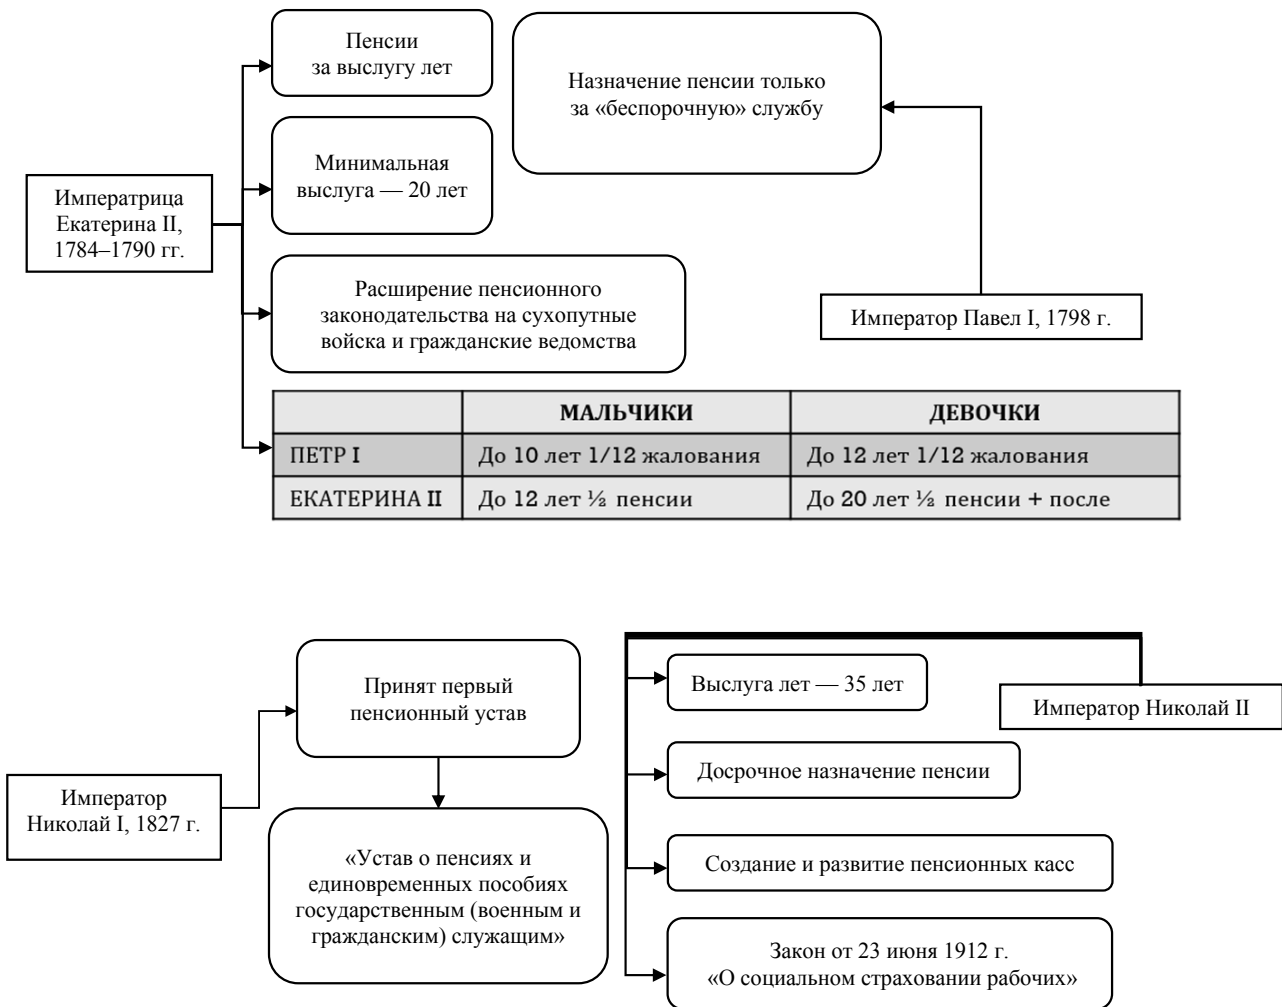 Императрица
Екатерина II,
1784–1790 гг.
Пенсии
за выслугу лет
Минимальная
выслуга — 20 лет
Расширение пенсионного
законодательства на сухопутные
войска и гражданские ведомства
Назначение пенсии только
за «беспорочную» службу
Император Павел I, 1798 г.
МАЛЬЧИКИ ДЕВОЧКИ
ПЕТР I До 10 лет 1/12 жалования До 12 лет 1/12 жалования
ЕКАТЕРИНА II До 12 лет ½ пенсии До 20 лет ½ пенсии + после
Император
Николай I, 1827 г.
Принят первый
пенсионный устав
«Устав о пенсиях и
единовременных пособиях
государственным (военным и
гражданским) служащим»
Император Николай II
Выслуга лет — 35 лет
Досрочное назначение пенсии
Создание и развитие пенсионных касс
Закон от 23 июня 1912 г.
«О социальном страховании рабочих»